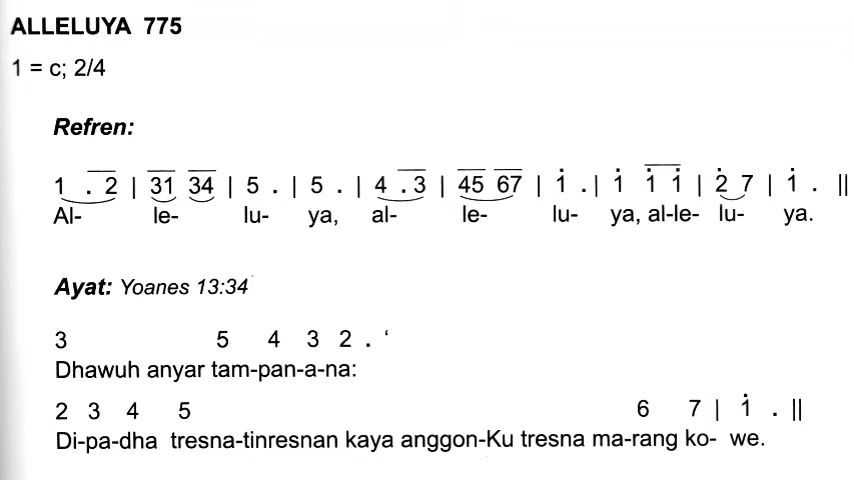 ALLELUYA 775
1 = c; 2/4
Refren:
1 . 2 | 31 34 | 5 . | 5 . | 4 . 3 | 45 67 | 1̇ . | 1̇ 1̇ 1̇ | 2̇ 7 | 1̇ . ||
Al- le- lu- ya, al- le- lu- ya, al-le- lu- ya.
Ayat: Yoanes 13:34
3 5 4 3 2 . ‘
Dhawuh anyar tam-pan-a-na:
2 3 4 5 6 7 | 1̇ . ||
Di-pa-dha tresna-tinresnan kaya anggon-Ku tresna ma-rang ko- we.